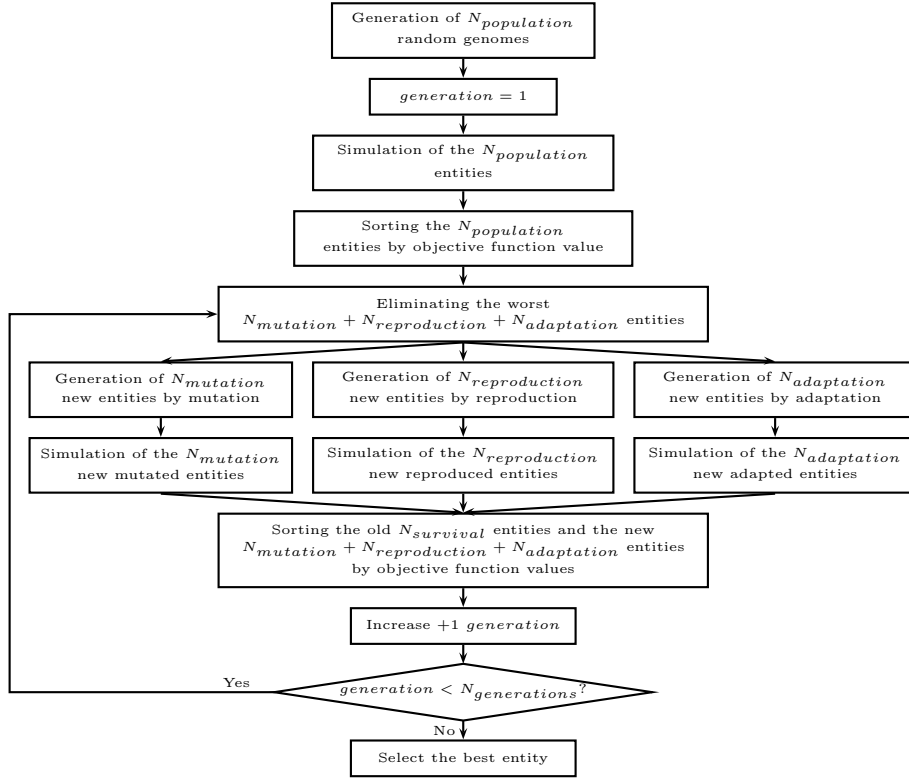 Generation of N_population
random genomes
generation = 1
Simulation of the N_population
entities
Sorting the N_population
entities by objective function value
Eliminating the worst
N_mutation + N_reproduction + N_adaptation entities
Generation of N_mutation
new entities by mutation
Generation of N_reproduction
new entities by reproduction
Generation of N_adaptation
new entities by adaptation
Simulation of the N_mutation
new mutated entities
Simulation of the N_reproduction
new reproduced entities
Simulation of the N_adaptation
new adapted entities
Sorting the old N_survival entities and the new
N_mutation + N_reproduction + N_adaptation entities
by objective function values
Increase +1 generation
Yes
generation < N_generations?
No
Select the best entity